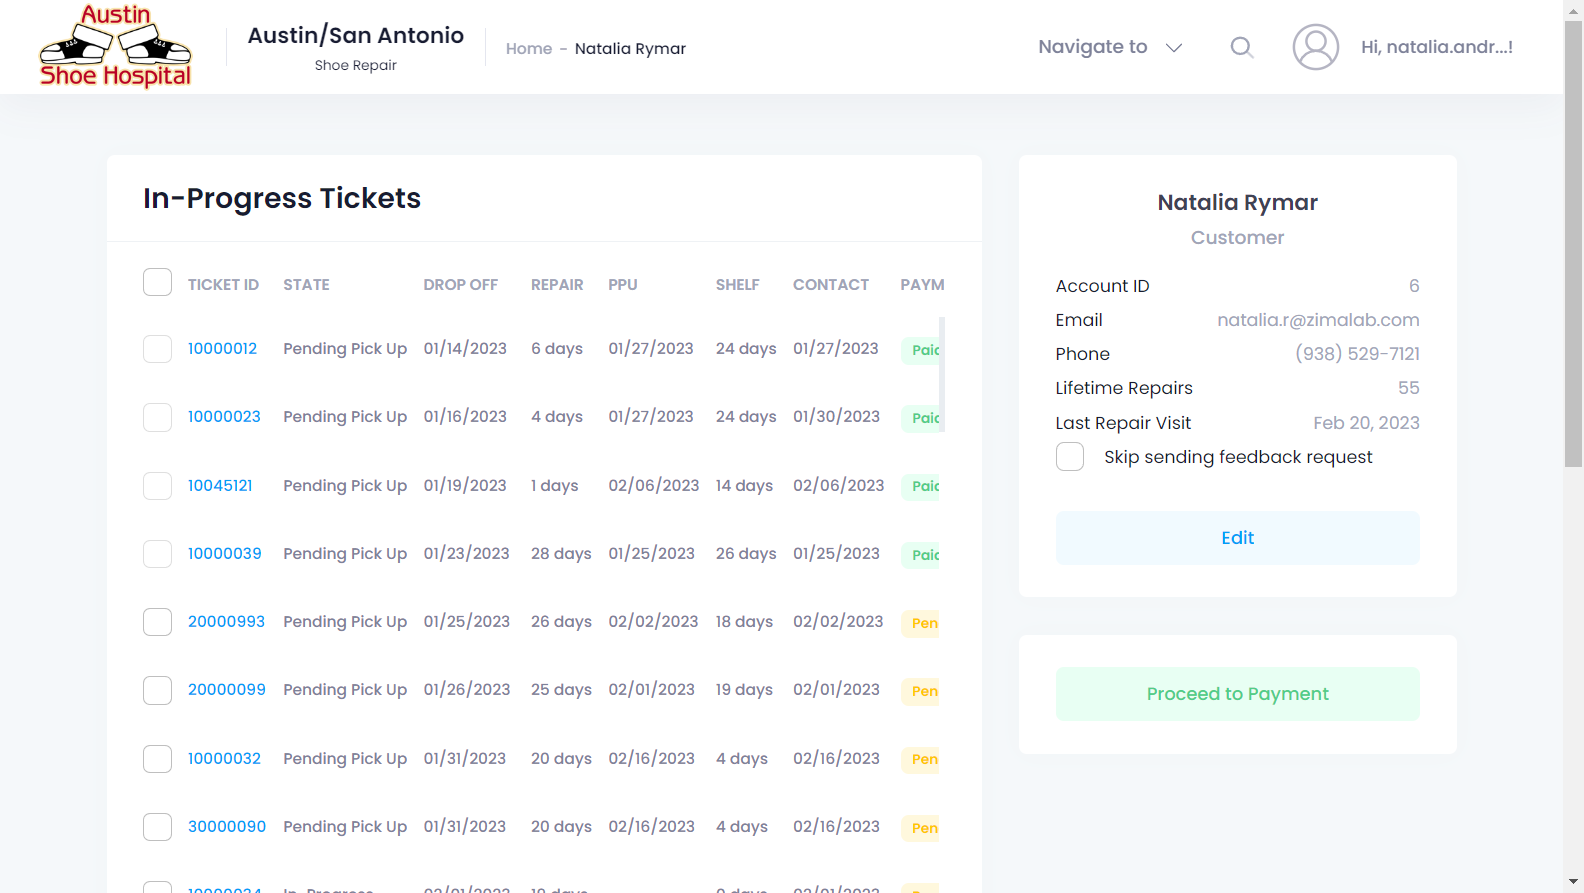 Austin
Shoe Hospital
Austin/San Antonio
Shoe Repair
Home - Natalia Rymar
Navigate to
Hi, natalia.andr...!
In-Progress Tickets
TICKET ID STATE DROP OFF REPAIR PPU SHELF CONTACT PAYM
10000012 Pending Pick Up 01/14/2023 6 days 01/27/2023 24 days 01/27/2023 Paid
10000023 Pending Pick Up 01/16/2023 4 days 01/27/2023 24 days 01/30/2023 Paid
10045121 Pending Pick Up 01/19/2023 1 days 02/06/2023 14 days 02/06/2023 Paid
10000039 Pending Pick Up 01/23/2023 28 days 01/25/2023 26 days 01/25/2023 Paid
20000993 Pending Pick Up 01/25/2023 26 days 02/02/2023 18 days 02/02/2023 Pen
20000099 Pending Pick Up 01/26/2023 25 days 02/01/2023 19 days 02/01/2023 Pen
10000032 Pending Pick Up 01/31/2023 20 days 02/16/2023 4 days 02/16/2023 Pen
30000090 Pending Pick Up 01/31/2023 20 days 02/16/2023 4 days 02/16/2023 Pen
Natalia Rymar
Customer
Account ID 6
Email natalia.r@zimalab.com
Phone (938) 529-7121
Lifetime Repairs 55
Last Repair Visit Feb 20, 2023
Skip sending feedback request
Edit
Proceed to Payment